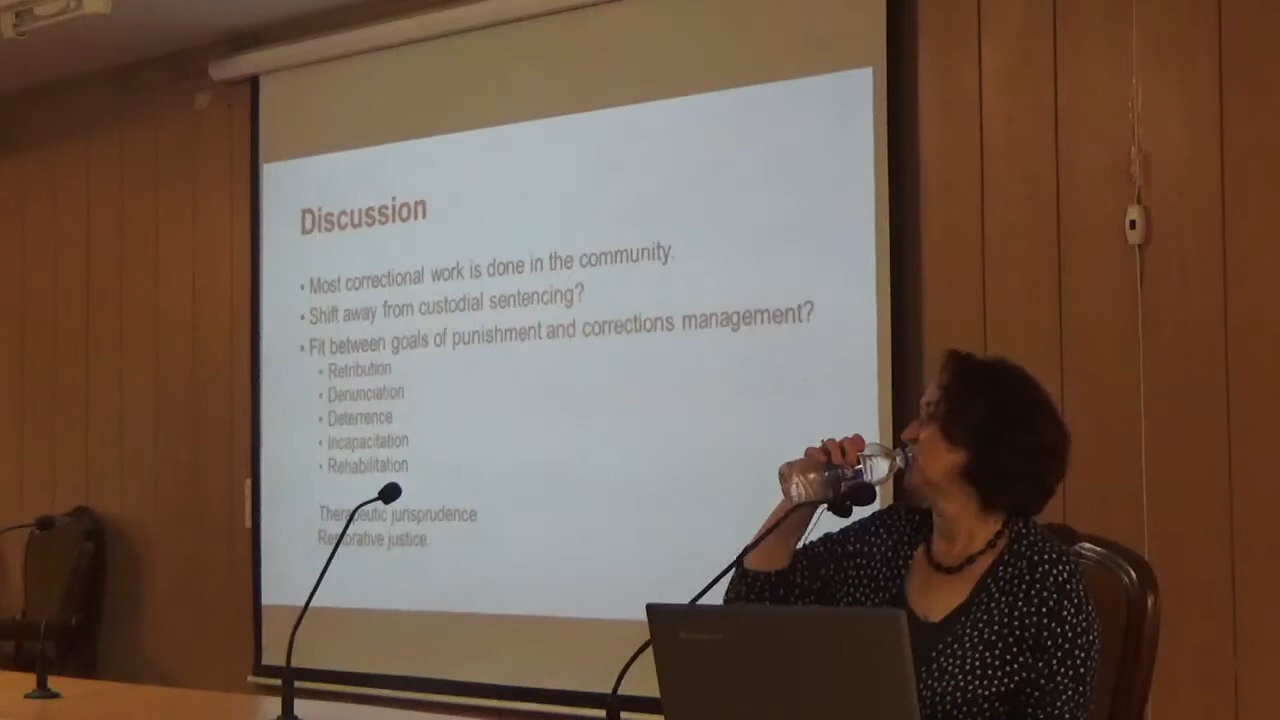 Discussion
• Most correctional work is done in the community.
• Shift away from custodial sentencing?
• Fit between goals of punishment and corrections management?
• Retribution
• Denunciation
• Deterrence
• Incapacitation
• Rehabilitation
Therapeutic jurisprudence
Restorative justice